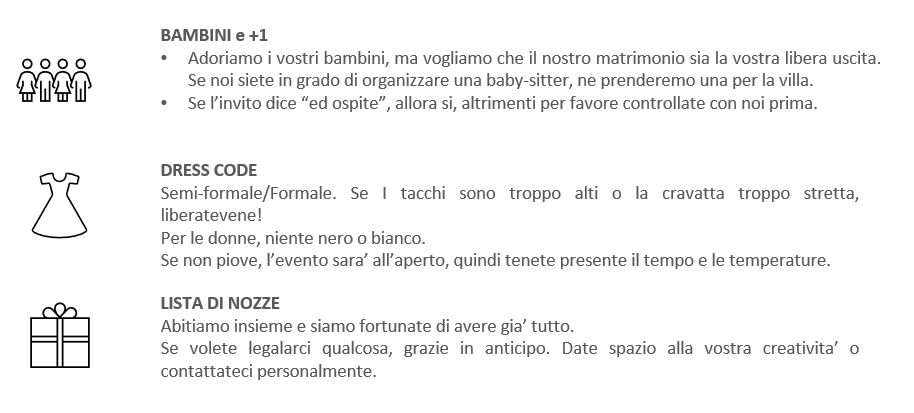 BAMBINI e +1
• Adoriamo i vostri bambini, ma vogliamo che il nostro matrimonio sia la vostra libera uscita.
Se noi siete in grado di organizzare una baby-sitter, ne prenderemo una per la villa.
• Se l’invito dice “ed ospite”, allora si, altrimenti per favore controllate con noi prima.
DRESS CODE
Semi-formale/Formale. Se I tacchi sono troppo alti o la cravatta troppo stretta,
liberatevene!
Per le donne, niente nero o bianco.
Se non piove, l’evento sara’ all’aperto, quindi tenete presente il tempo e le temperature.
LISTA DI NOZZE
Abitiamo insieme e siamo fortunate di avere gia’ tutto.
Se volete legalarci qualcosa, grazie in anticipo. Date spazio alla vostra creativita’ o
contattateci personalmente.